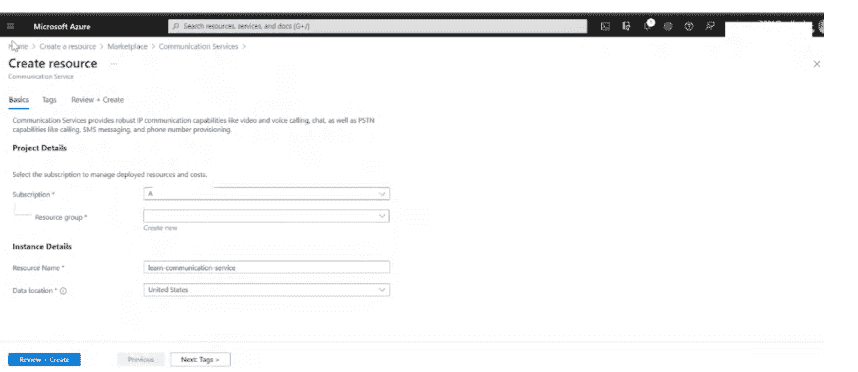 Microsoft Azure
Search resources, services, and docs (G+/)
Home > Create a resource > Marketplace > Communication Services >
Create resource ...
Communication Service
Basics Tags Review + Create
Communication Services provides robust IP communication capabilities like video and voice calling, chat, as well as PSTN
capabilities like calling, SMS messaging, and phone number provisioning.
Project Details
Select the subscription to manage deployed resources and costs.
Subscription * A
Resource group *
Create new
Instance Details
Resource Name * learn-communication-service
Data location * United States
Review + Create Previous Next: Tags >